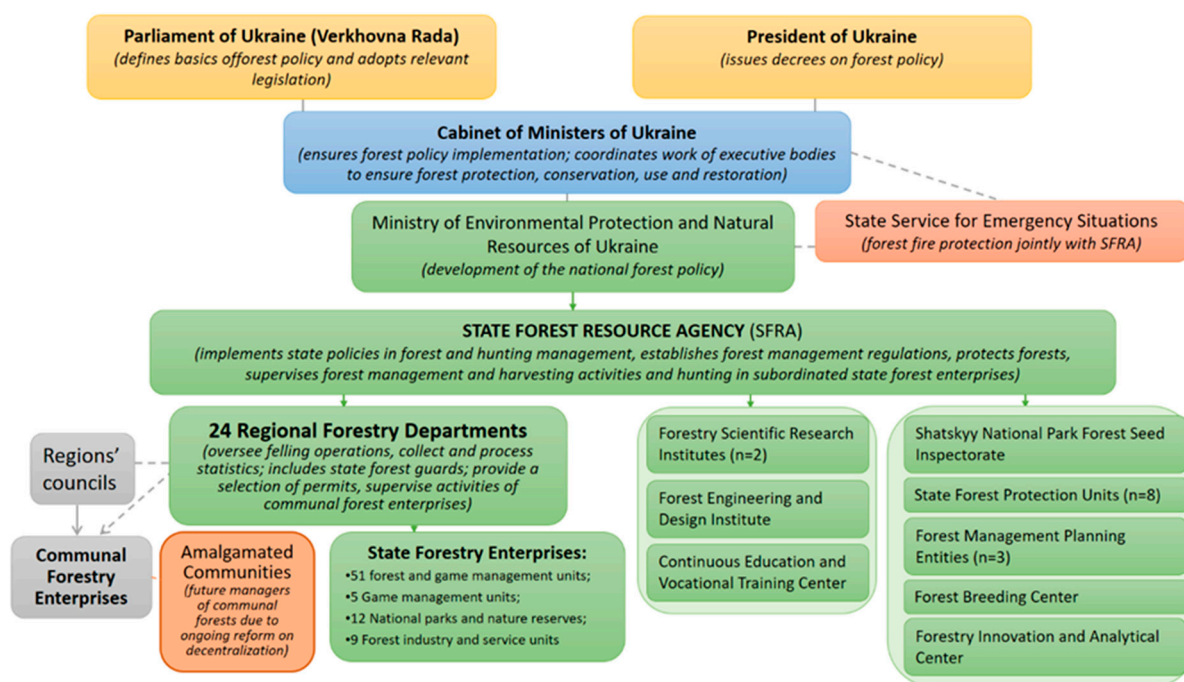 Parliament of Ukraine (Verkhovna Rada)
(defines basics offorest policy and adopts relevant
legislation)
President of Ukraine
(issues decrees on forest policy)
Cabinet of Ministers of Ukraine
(ensures forest policy implementation; coordinates work of executive bodies
to ensure forest protection, conservation, use and restoration)
Ministry of Environmental Protection and Natural
Resources of Ukraine
(development of the national forest policy)
State Service for Emergency Situations
(forest fire protection jointly with SFRA)
STATE FOREST RESOURCE AGENCY (SFRA)
(implements state policies in forest and hunting management, establishes forest management regulations, protects forests,
supervises forest management and harvesting activities and hunting in subordinated state forest enterprises)
Regions'
councils
24 Regional Forestry Departments
(oversee felling operations, collect and process
statistics; includes state forest guards; provide a
selection of permits, supervise activities of
communal forest enterprises)
Communal
Forestry
Enterprises
Amalgamated
Communities
(future managers
of communal
forests due to
ongoing reform on
decentralization)
State Forestry Enterprises:
•51 forest and game management units;
•5 Game management units;
•12 National parks and nature reserves;
•9 Forest industry and service units
Forestry Scientific Research
Institutes (n=2)
Forest Engineering and
Design Institute
Continuous Education and
Vocational Training Center
Shatskyy National Park Forest Seed
Inspectorate
State Forest Protection Units (n=8)
Forest Management Planning
Entities (n=3)
Forest Breeding Center
Forestry Innovation and Analytical
Center